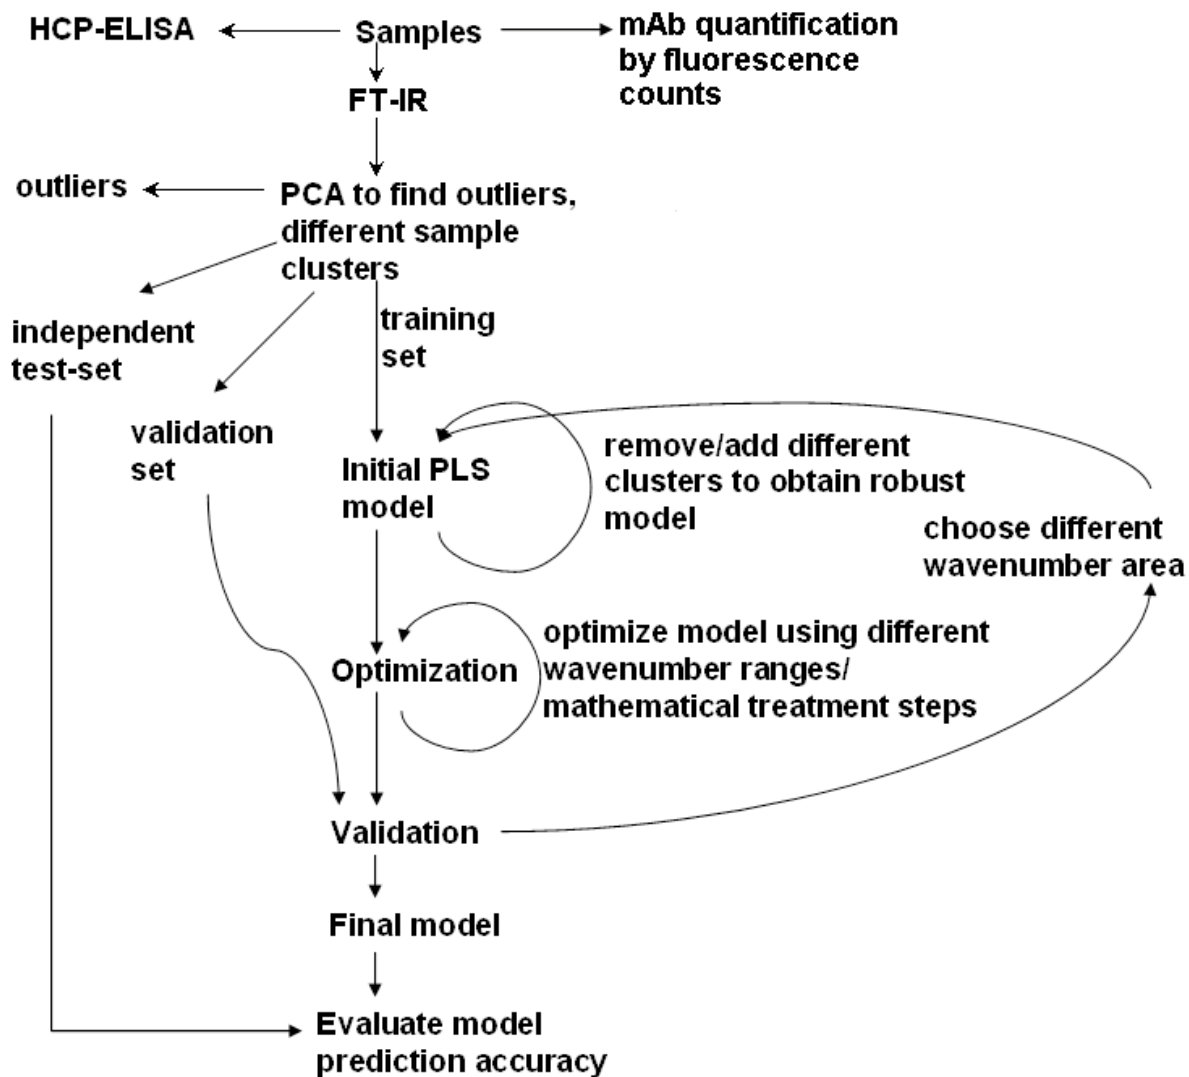 HCP-ELISA
Samples
mAb quantification
by fluorescence
counts
FT-IR
outliers
PCA to find outliers,
different sample
clusters
training
set
independent
test-set
validation
set
Initial PLS
model
remove/add different
clusters to obtain robust
model
choose different
wavenumber area
Optimization
optimize model using different
wavenumber ranges/
mathematical treatment steps
Validation
Final model
Evaluate model
prediction accuracy